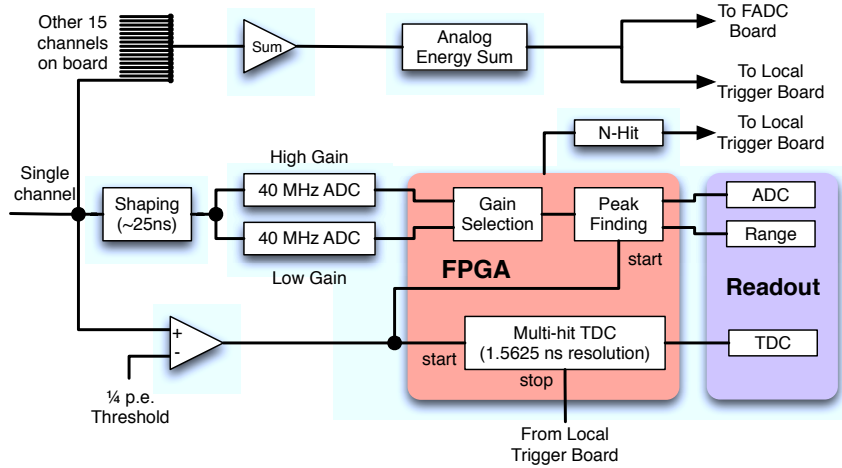 Other 15
channels
on board
Sum
Analog
Energy Sum
To FADC
Board
To Local
Trigger Board
N-Hit
To Local
Trigger Board
Single
channel
Shaping
(~25ns)
High Gain
40 MHz ADC
40 MHz ADC
Low Gain
Gain
Selection
Peak
Finding
start
FPGA
ADC
Range
Readout
TDC
+
-
¼ p.e.
Threshold
start
Multi-hit TDC
(1.5625 ns resolution)
stop
From Local
Trigger Board